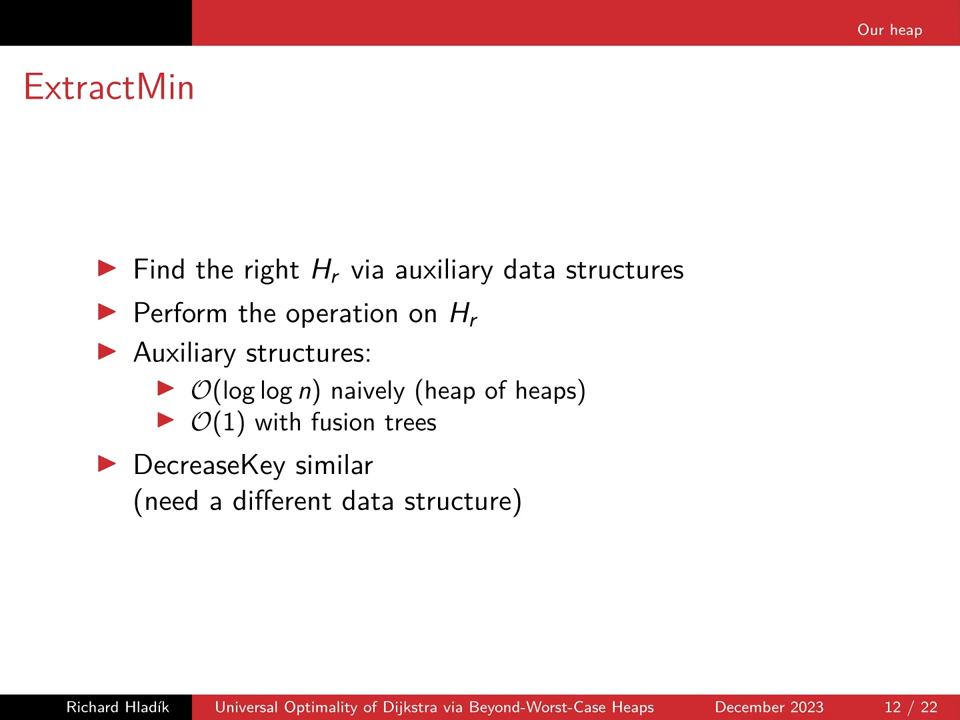 Our heap
ExtractMin
▶ Find the right H_r via auxiliary data structures
▶ Perform the operation on H_r
▶ Auxiliary structures:
▶ O(log log n) naively (heap of heaps)
▶ O(1) with fusion trees
▶ DecreaseKey similar
(need a different data structure)
Richard Hladík Universal Optimality of Dijkstra via Beyond-Worst-Case Heaps December 2023 12 / 22